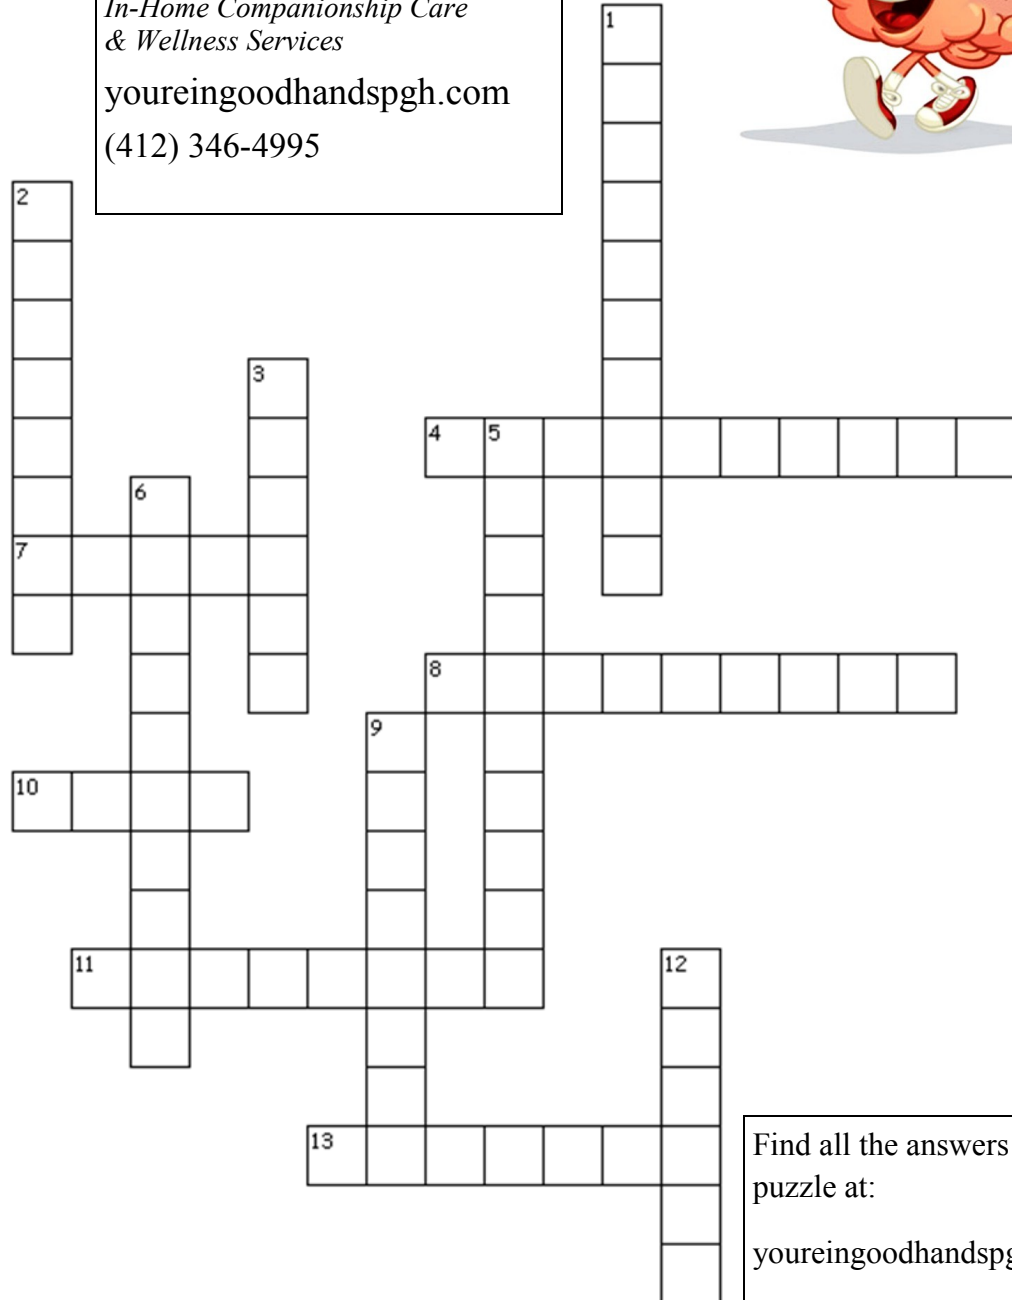 In-Home Companionship Care
& Wellness Services
youreingoodhandspgh.com
(412) 346-4995
1
2
3
4 5
6
7
8
9
10
11
12
13
Find all the answers
puzzle at:
youreingoodhandspg